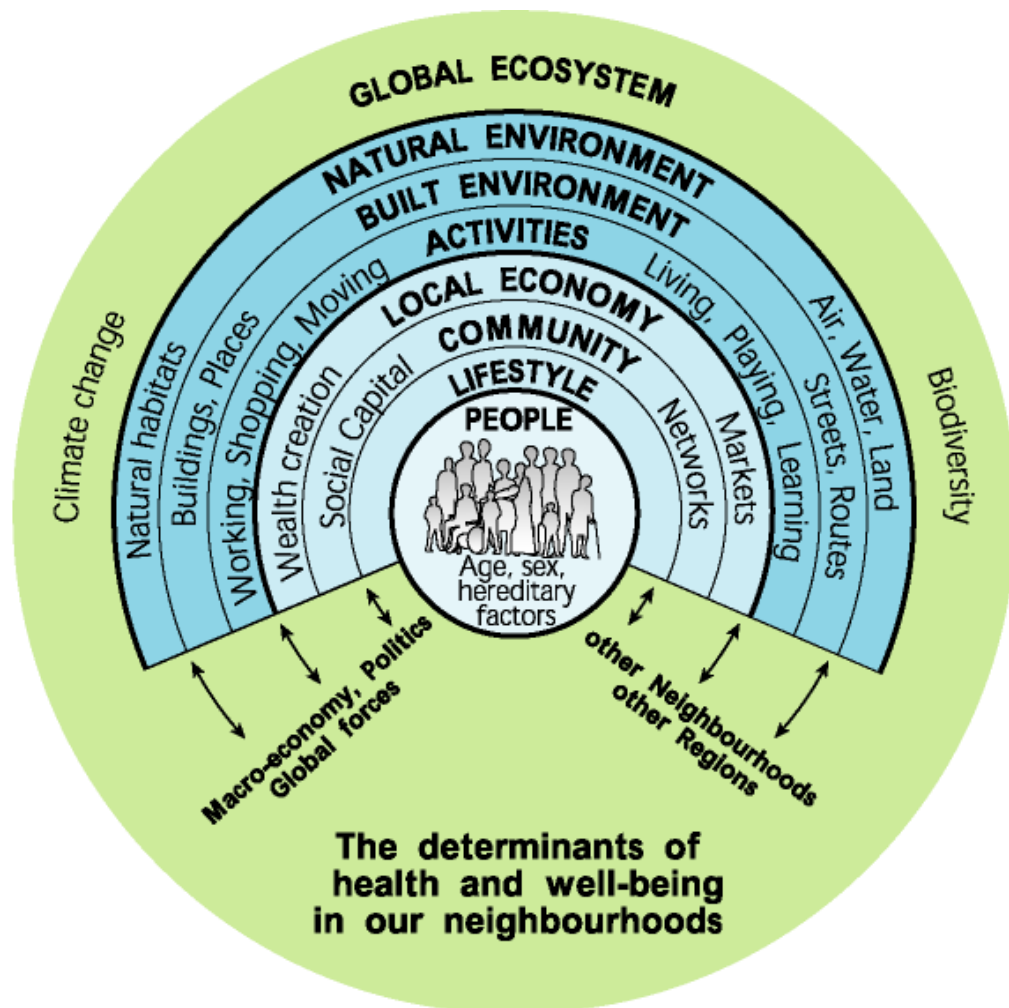 GLOBAL ECOSYSTEM
NATURAL ENVIRONMENT
BUILT ENVIRONMENT
ACTIVITIES
LOCAL ECONOMY
COMMUNITY
LIFESTYLE
PEOPLE
Age, sex,
hereditary
factors
Climate change
Natural habitats
Buildings, Places
Working, Shopping, Moving
Wealth creation
Social Capital
Networks
Markets
Living, Playing, Learning
Streets, Routes
Air, Water, Land
Biodiversity
Macro-economy, Politics
Global forces
other Neighbourhoods
other Regions
The determinants of
health and well-being
in our neighbourhoods